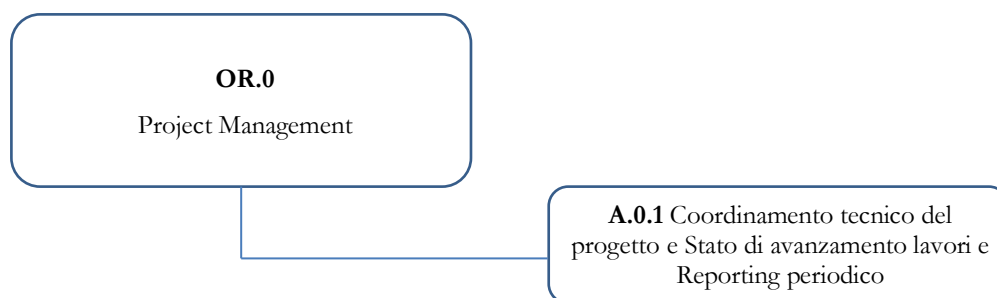 OR.0
Project Management
A.0.1 Coordinamento tecnico del
progetto e Stato di avanzamento lavori e
Reporting periodico